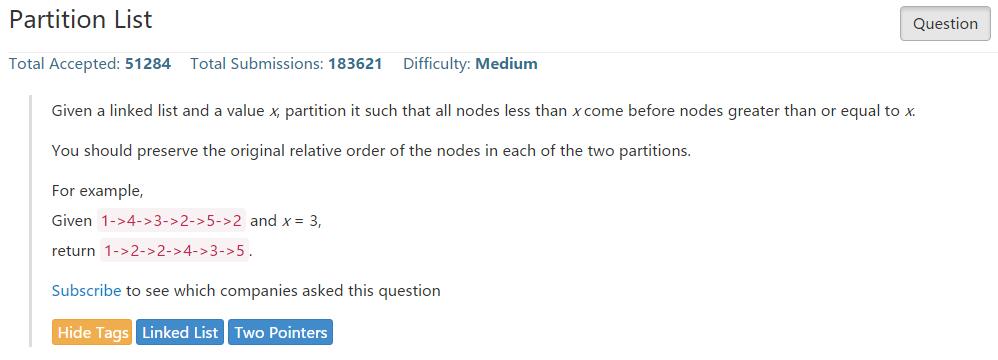 Partition List
Question
Total Accepted: 51284 Total Submissions: 183621 Difficulty: Medium
Given a linked list and a value x, partition it such that all nodes less than x come before nodes greater than or equal to x.
You should preserve the original relative order of the nodes in each of the two partitions.
For example,
Given 1->4->3->2->5->2 and x = 3,
return 1->2->2->4->3->5.
Subscribe to see which companies asked this question
Hide Tags Linked List Two Pointers